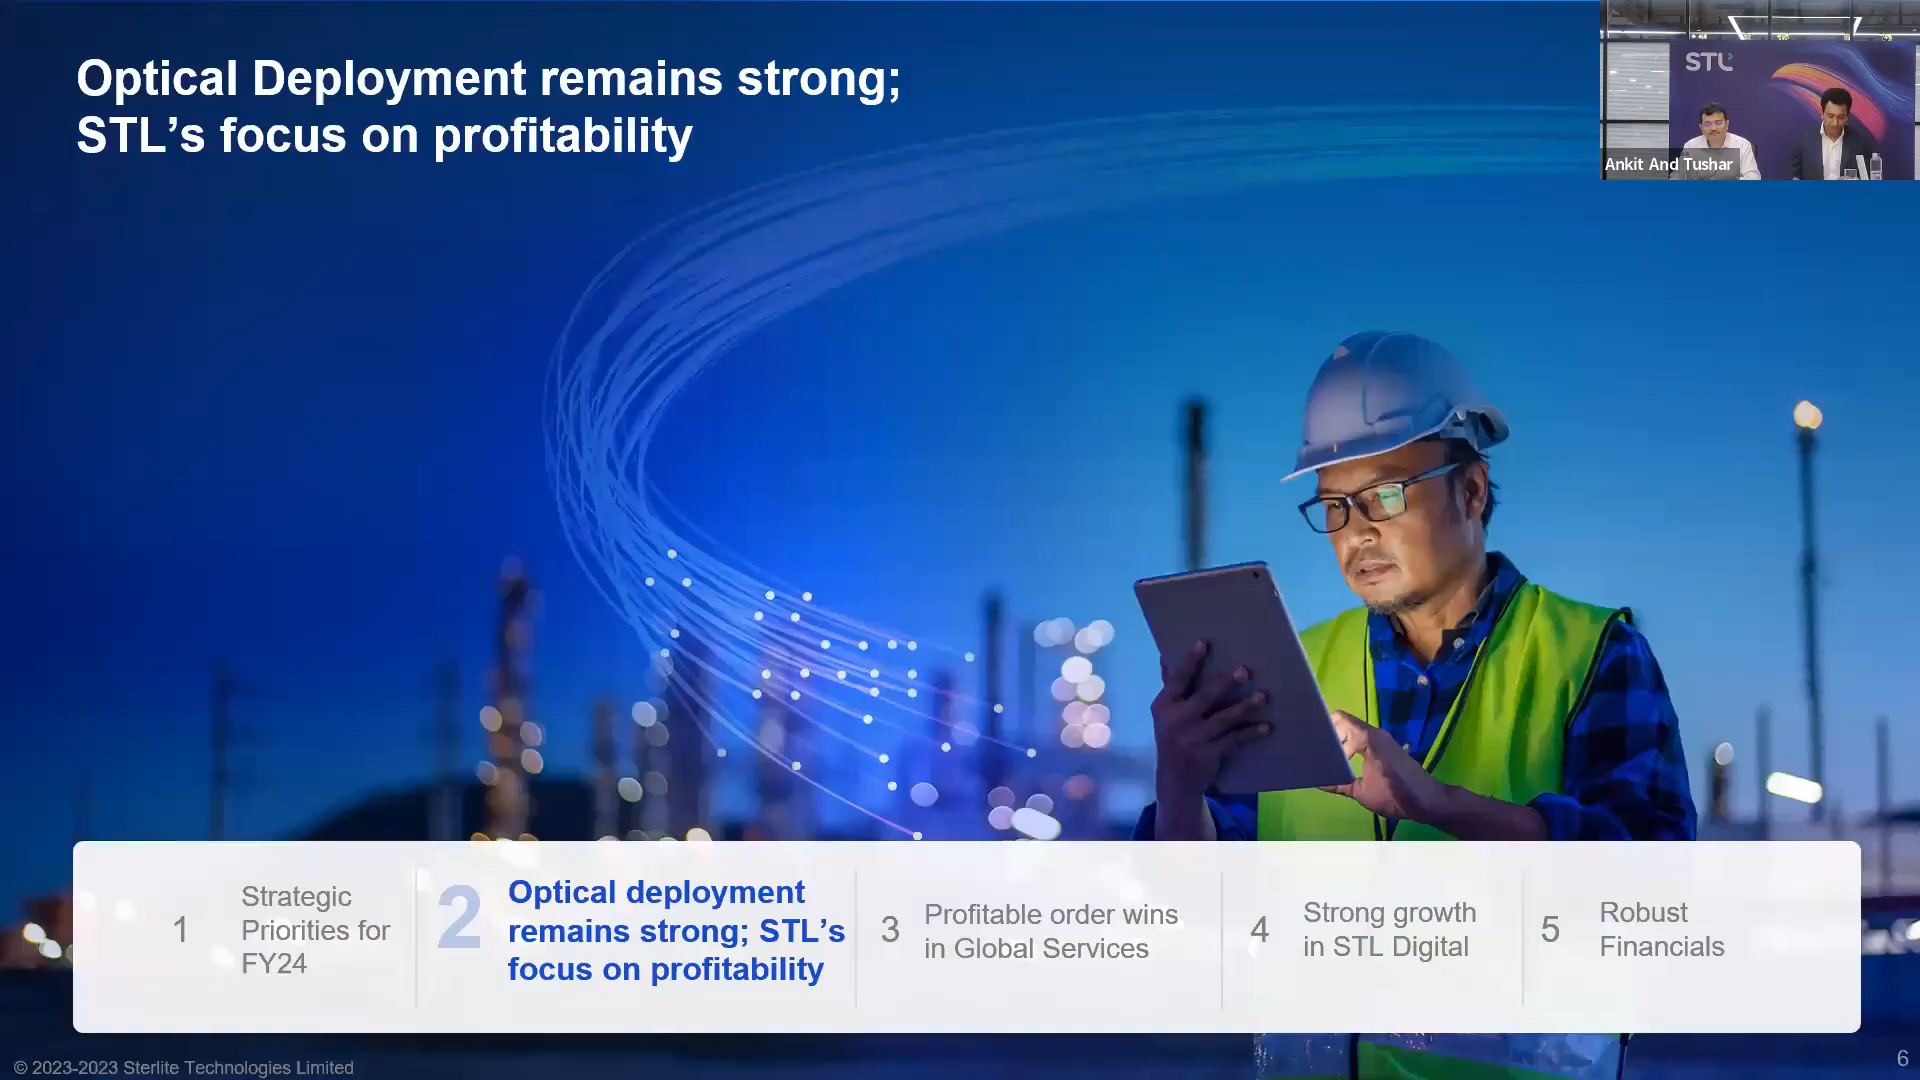 Optical Deployment remains strong;
STL’s focus on profitability
STL
Ankit And Tushar
1
Strategic
Priorities for
FY24
2
Optical deployment
remains strong; STL’s
focus on profitability
3
Profitable order wins
in Global Services
4
Strong growth
in STL Digital
5
Robust
Financials
© 2023-2023 Sterlite Technologies Limited
6